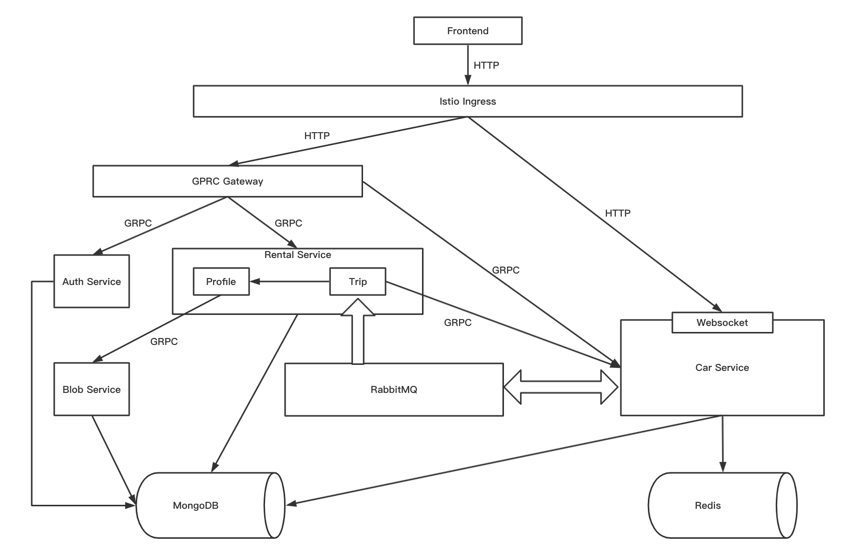 Frontend
HTTP
Istio Ingress
HTTP
GPRC Gateway
HTTP
GRPC
GRPC
Rental Service
GRPC
Auth Service
Profile
Trip
GRPC
Websocket
GRPC
Car Service
Blob Service
RabbitMQ
MongoDB
Redis